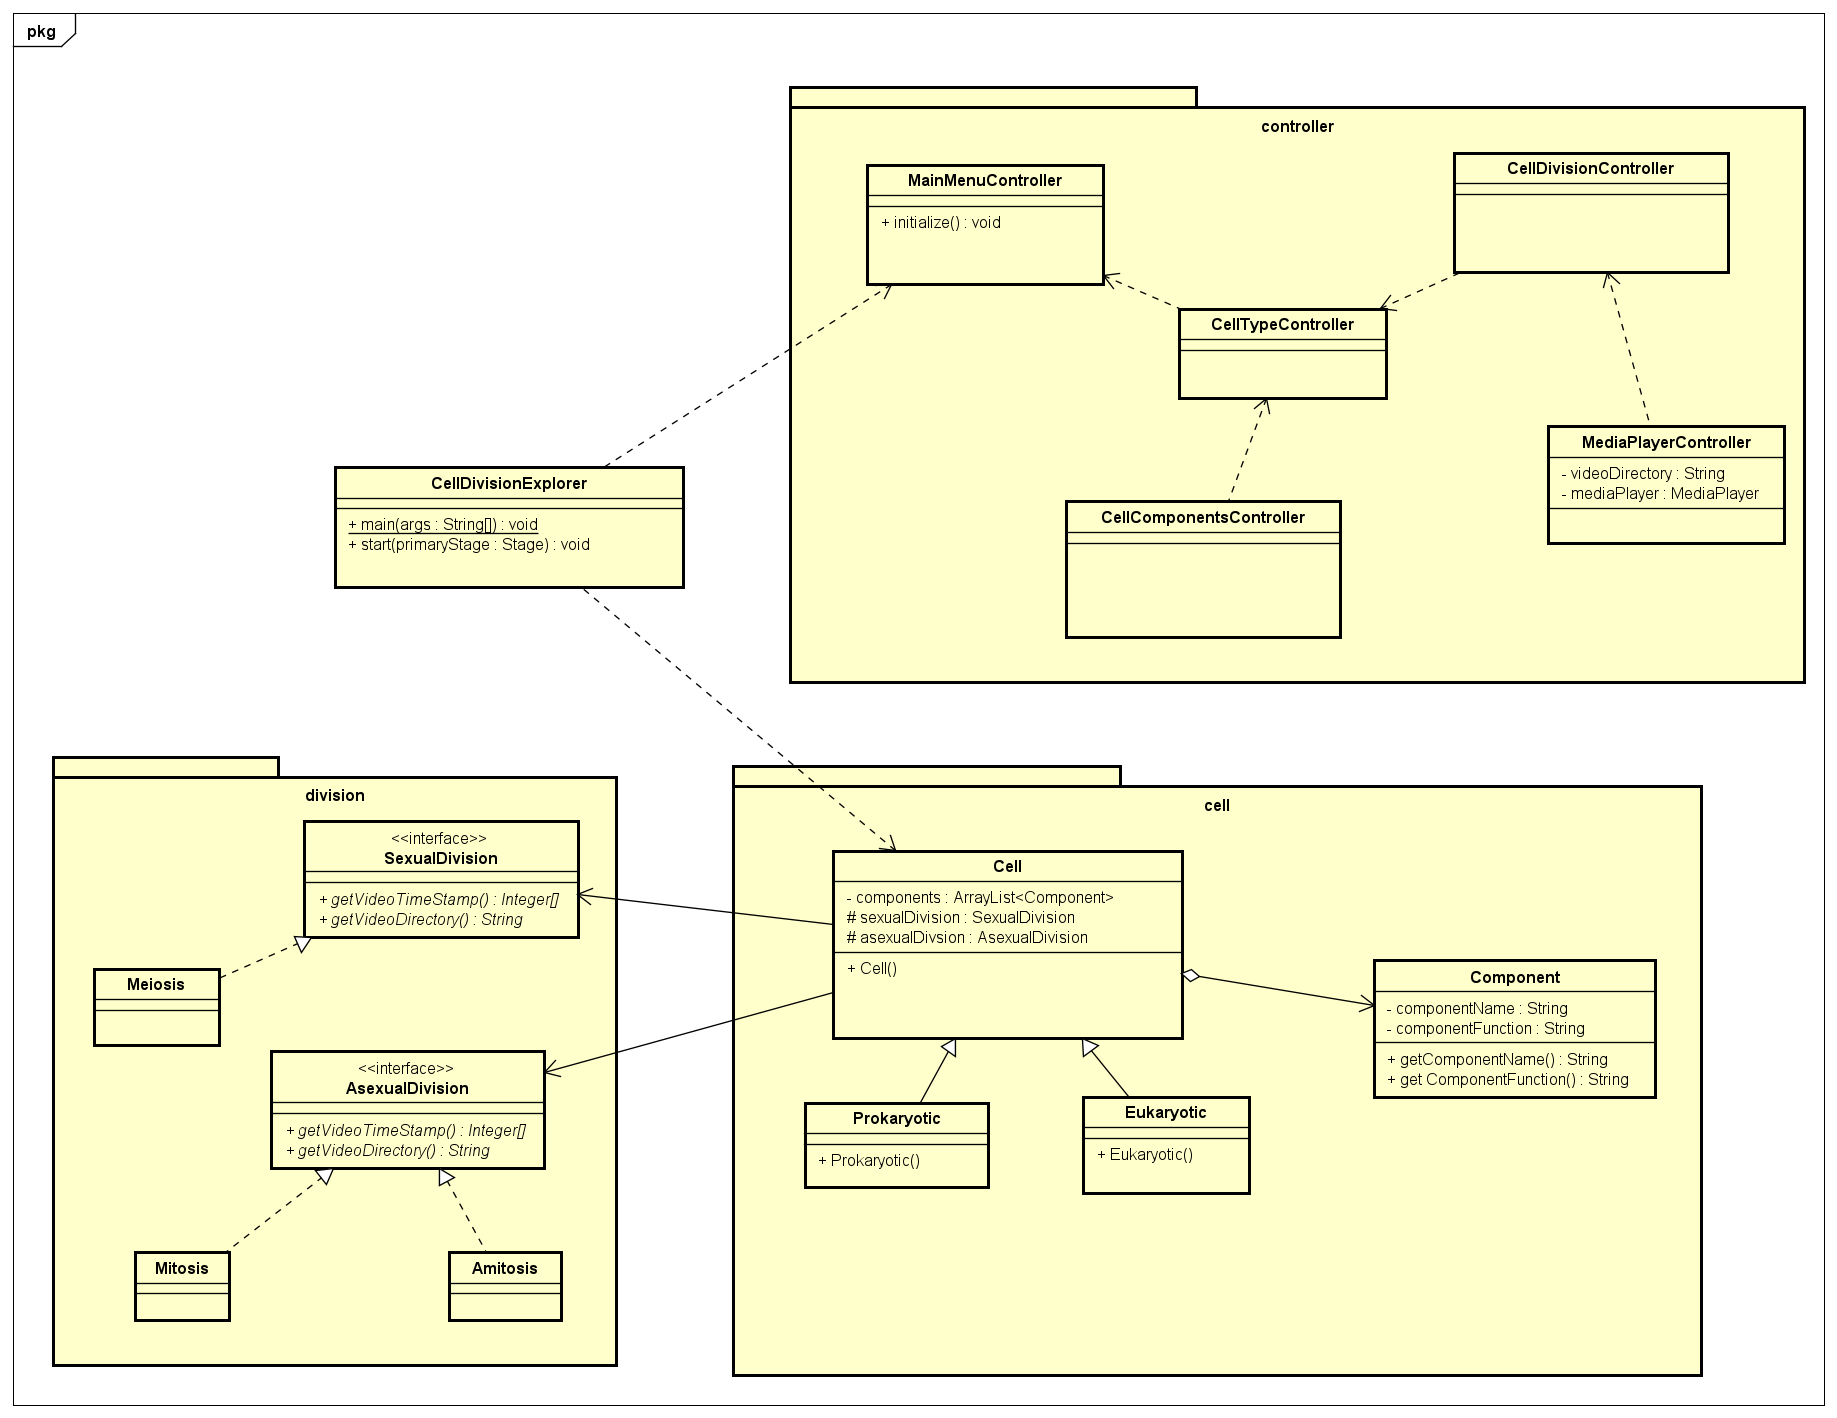 pkg
controller
MainMenuController
+ initialize() : void
CellDivisionController
CellTypeController
MediaPlayerController
- videoDirectory : String
- mediaPlayer : MediaPlayer
CellComponentsController
CellDivisionExplorer
+ main(args : String[]) : void
+ start(primaryStage : Stage) : void
division
<<interface>>
SexualDivision
+ getVideoTimeStamp() : Integer[]
+ getVideoDirectory() : String
Meiosis
<<interface>>
AsexualDivision
+ getVideoTimeStamp() : Integer[]
+ getVideoDirectory() : String
Mitosis
Amitosis
cell
Cell
- components : ArrayList<Component>
# sexualDivision : SexualDivision
# asexualDivsion : AsexualDivision
+ Cell()
Component
- componentName : String
- componentFunction : String
+ getComponentName() : String
+ get ComponentFunction() : String
Prokaryotic
+ Prokaryotic()
Eukaryotic
+ Eukaryotic()